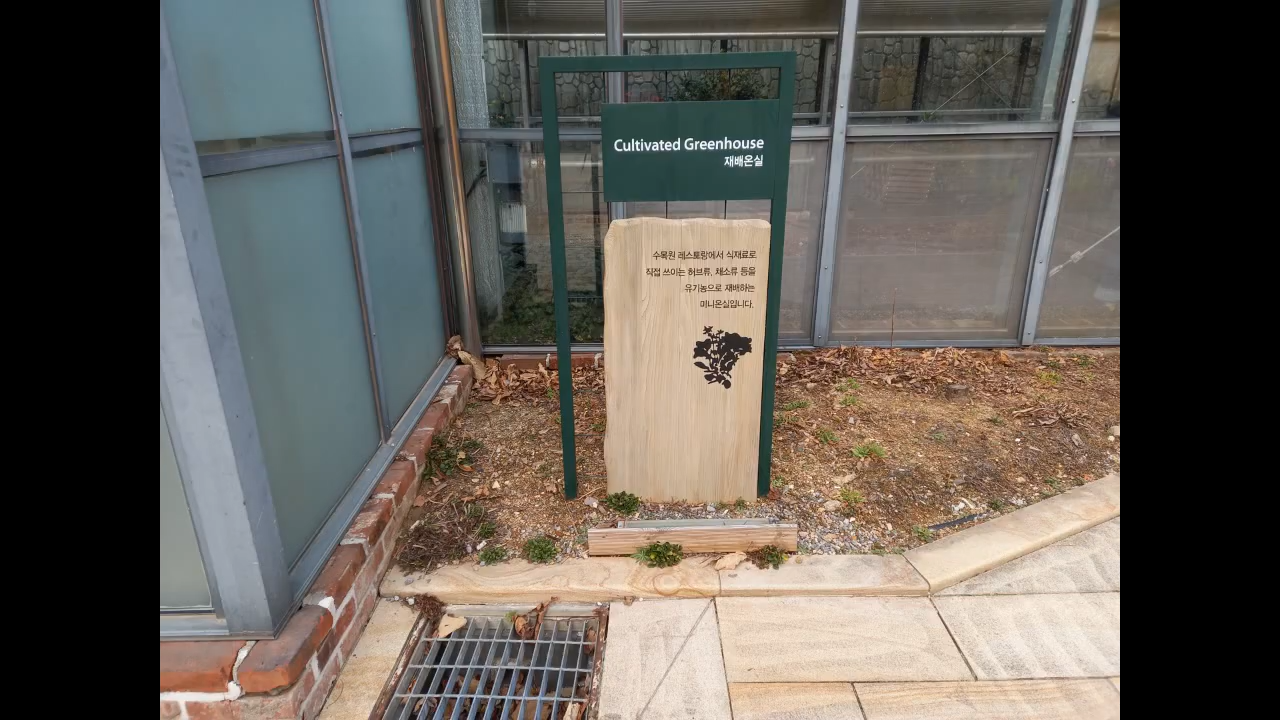 Cultivated Greenhouse
재배온실
수목원 레스토랑에서 식재료로
직접 쓰이는 허브류, 채소류 등을
유기농으로 재배하는
미니온실입니다.